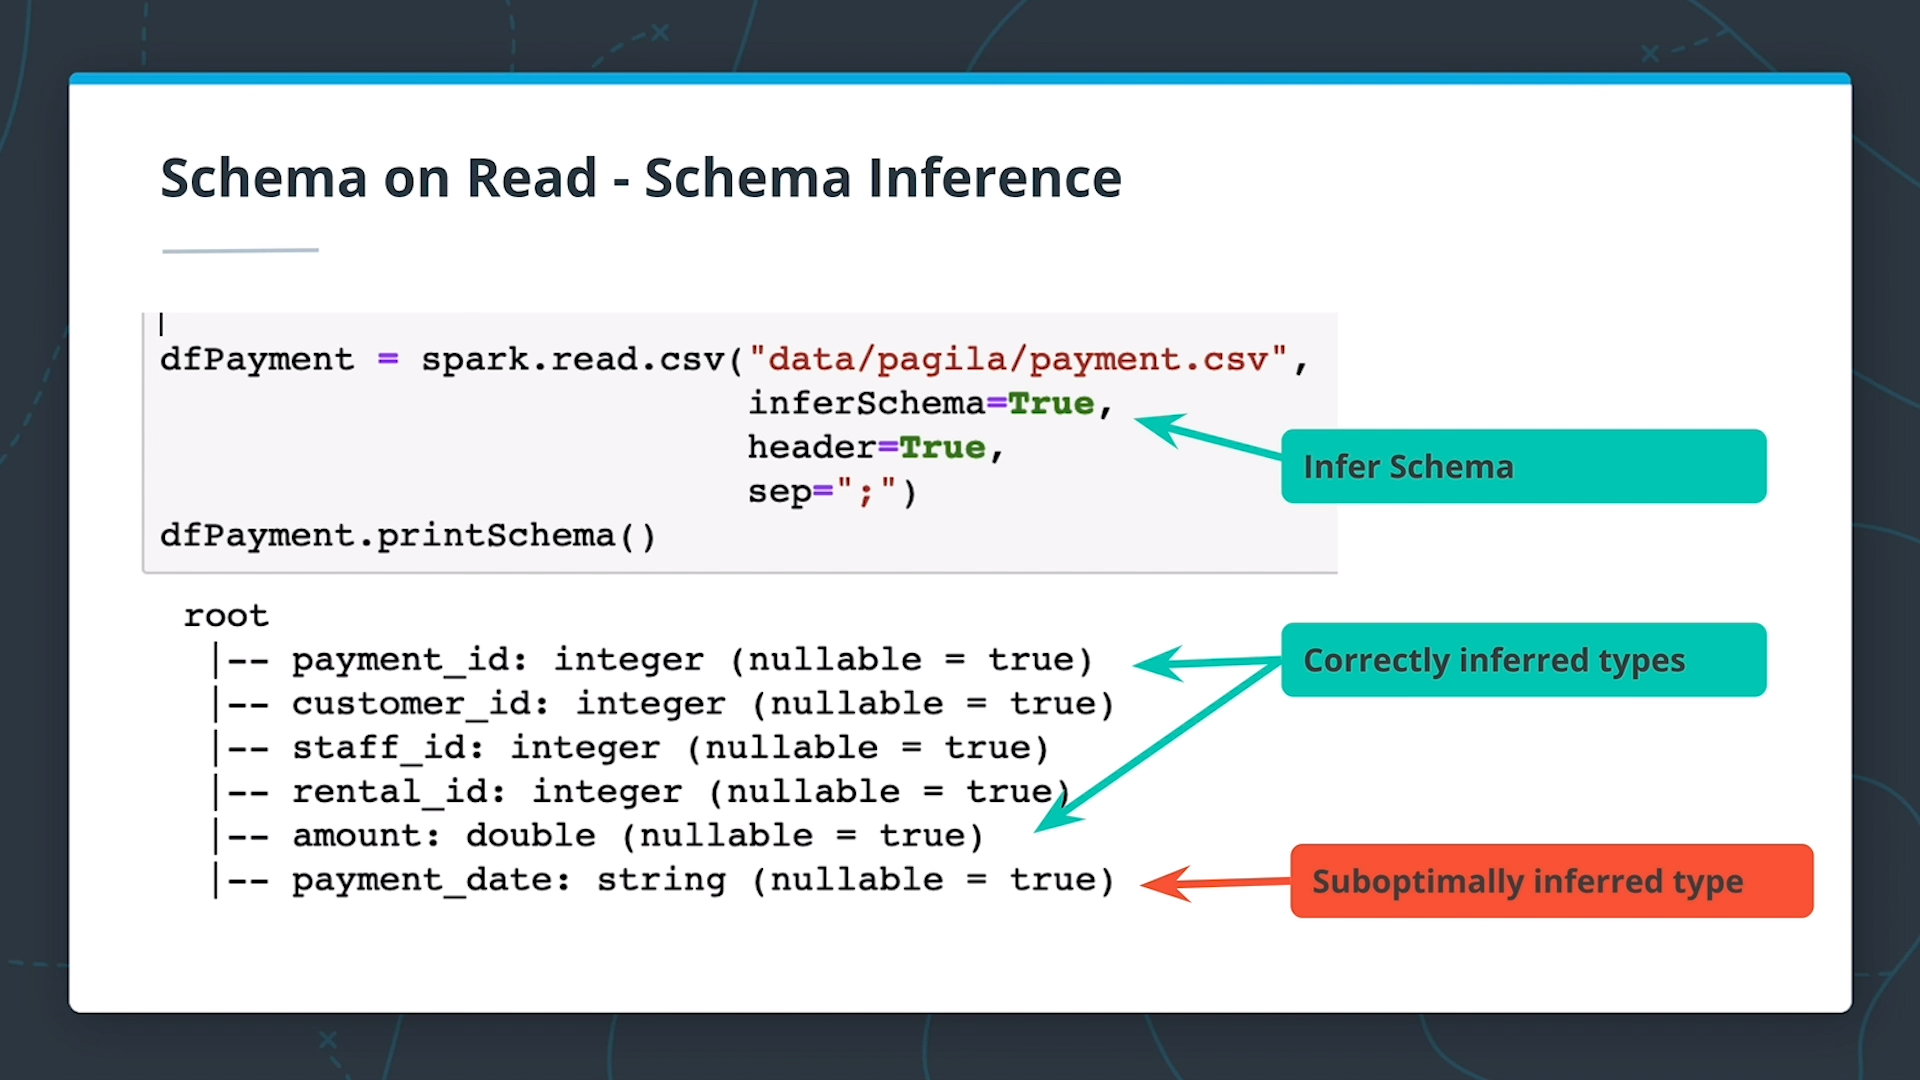 Schema on Read - Schema Inference
dfPayment = spark.read.csv("data/pagila/payment.csv",
inferSchema=True,
header=True,
sep=";")
dfPayment.printSchema()
Infer Schema
root
|-- payment_id: integer (nullable = true)
|-- customer_id: integer (nullable = true)
|-- staff_id: integer (nullable = true)
|-- rental_id: integer (nullable = true)
|-- amount: double (nullable = true)
|-- payment_date: string (nullable = true)
Correctly inferred types
Suboptimally inferred type